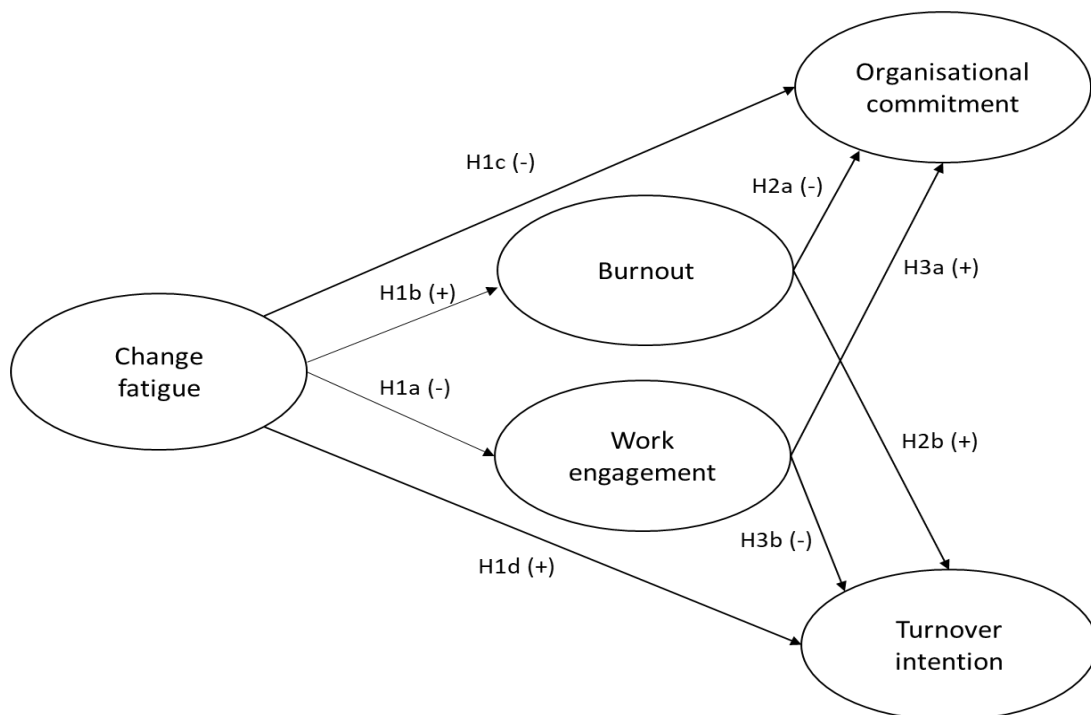 Organisational
commitment
H1c (-)
H2a (-)
Burnout
H3a (+)
H1b (+)
Change
fatigue
H1a (-)
Work
engagement
H2b (+)
H3b (-)
H1d (+)
Turnover
intention